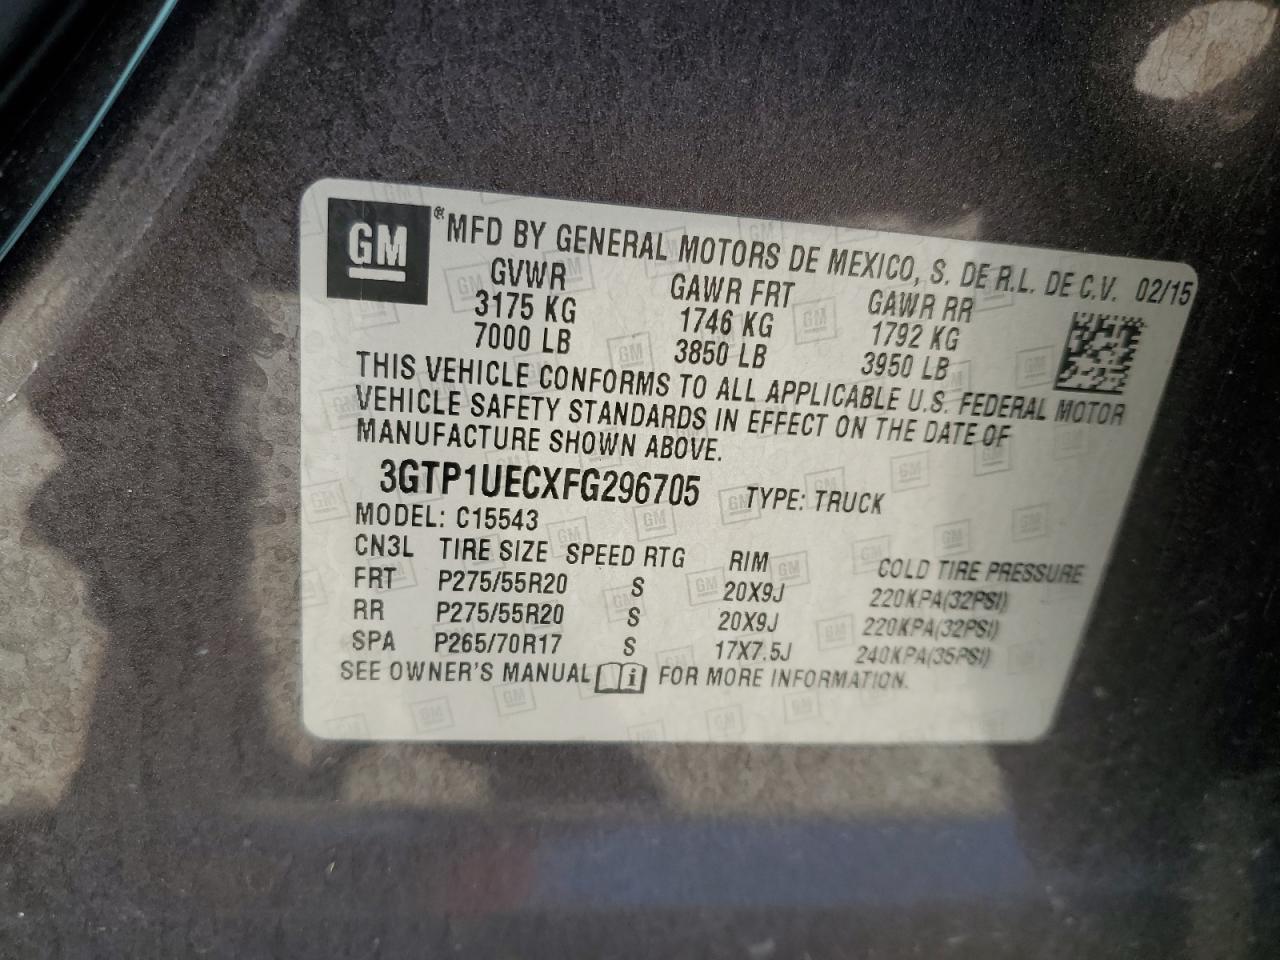 GM ® MFD BY GENERAL MOTORS DE MEXICO, S. DE R.L. DE C.V. 02/15
GVWR GAWR FRT GAWR RR
3175 KG 1746 KG 1792 KG
7000 LB 3850 LB 3950 LB
THIS VEHICLE CONFORMS TO ALL APPLICABLE U.S. FEDERAL MOTOR
VEHICLE SAFETY STANDARDS IN EFFECT ON THE DATE OF
MANUFACTURE SHOWN ABOVE.
3GTP1UECXFG296705 TYPE: TRUCK
MODEL: C15543
CN3L TIRE SIZE SPEED RTG RIM COLD TIRE PRESSURE
FRT P275/55R20 S 20X9J 220KPA(32PSI)
RR P275/55R20 S 20X9J 220KPA(32PSI)
SPA P265/70R17 S 17X7.5J 240KPA(35PSI)
SEE OWNER'S MANUAL i FOR MORE INFORMATION.